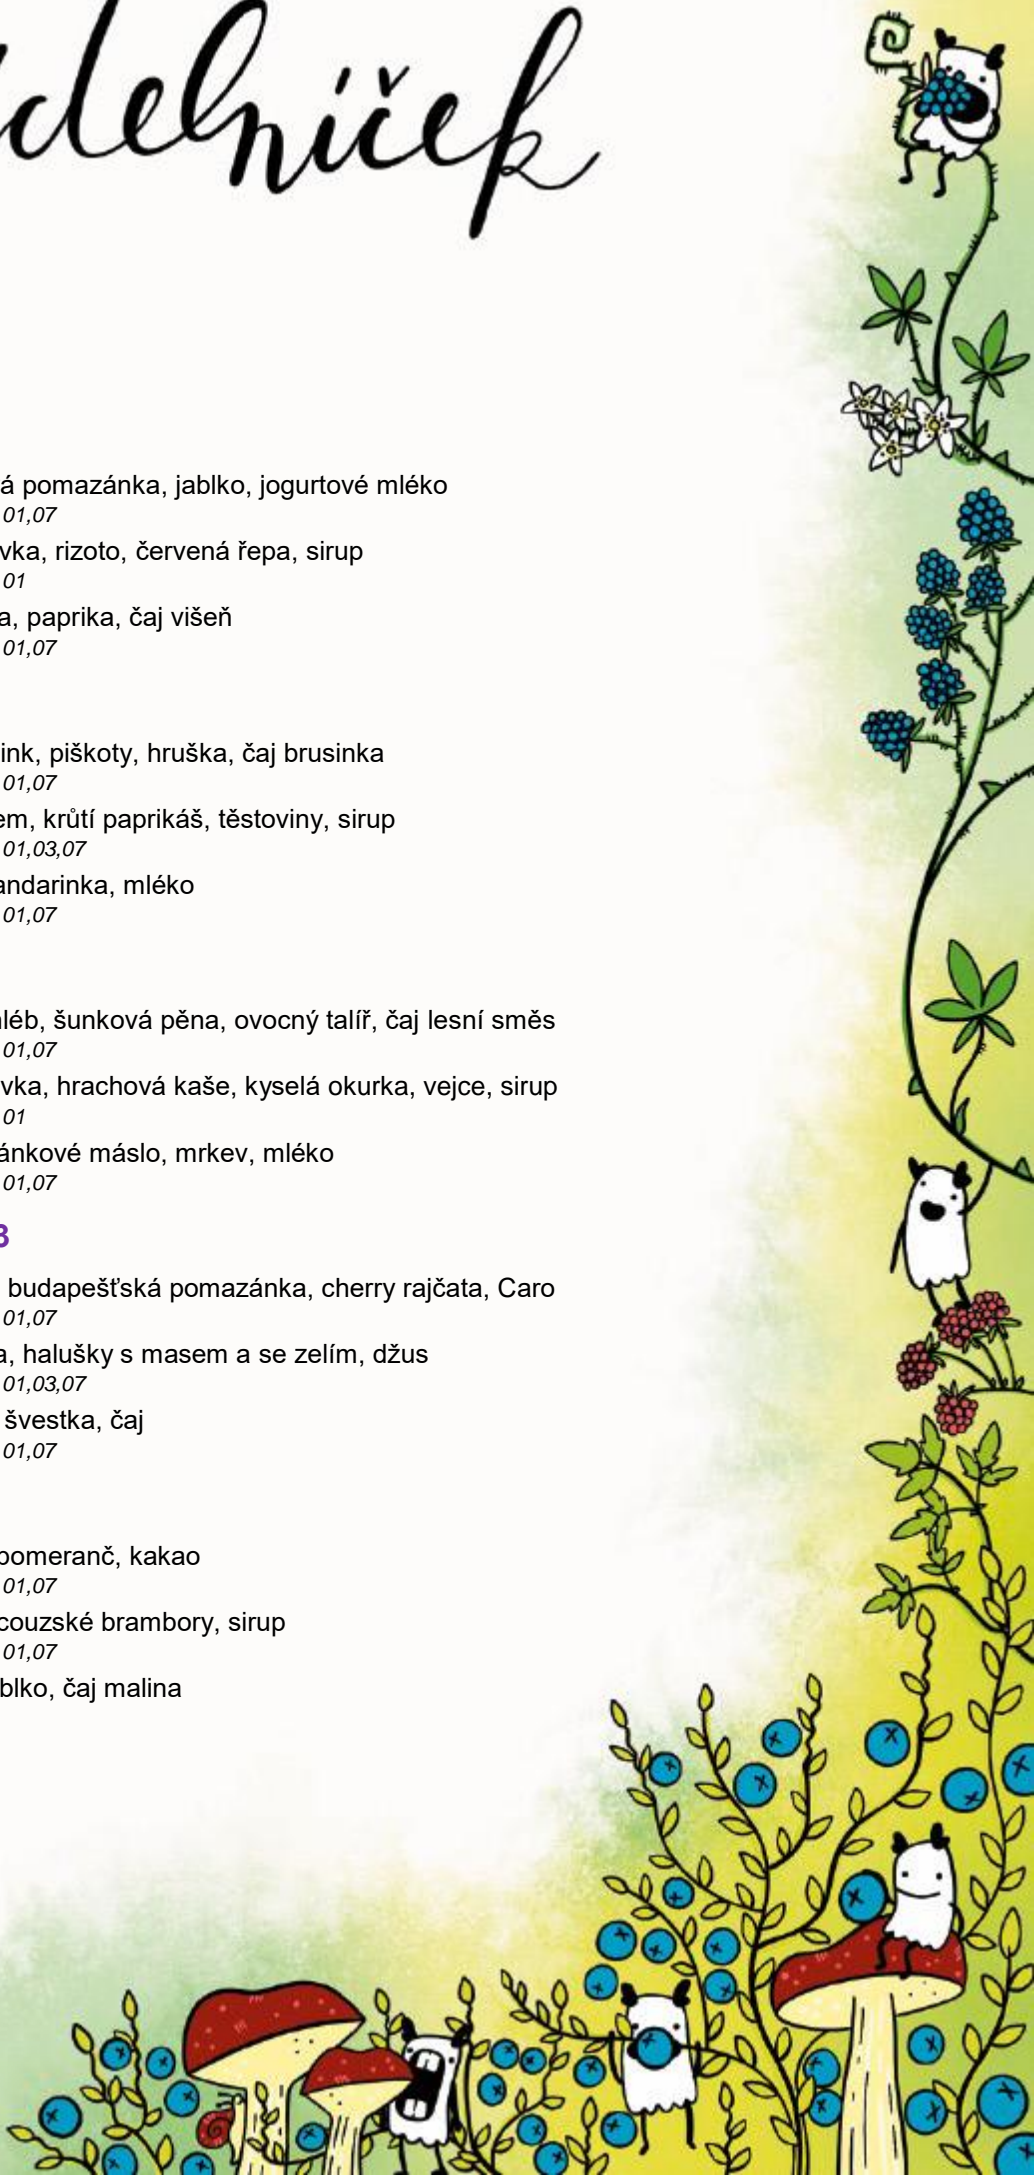 delníček
á pomazánka, jablko, jogurtové mléko
01,07
vka, rizoto, červená řepa, sirup
01
a, paprika, čaj višeň
01,07
ink, piškoty, hruška, čaj brusinka
01,07
em, krůtí paprikáš, těstoviny, sirup
01,03,07
andarinka, mléko
01,07
léb, šunková pěna, ovocný talíř, čaj lesní směs
01,07
vka, hrachová kaše, kyselá okurka, vejce, sirup
01
ánkové máslo, mrkev, mléko
01,07
3
budapešťská pomazánka, cherry rajčata, Caro
01,07
a, halušky s masem a se zelím, džus
01,03,07
švestka, čaj
01,07
pomeranč, kakao
01,07
couzské brambory, sirup
01,07
blko, čaj malina